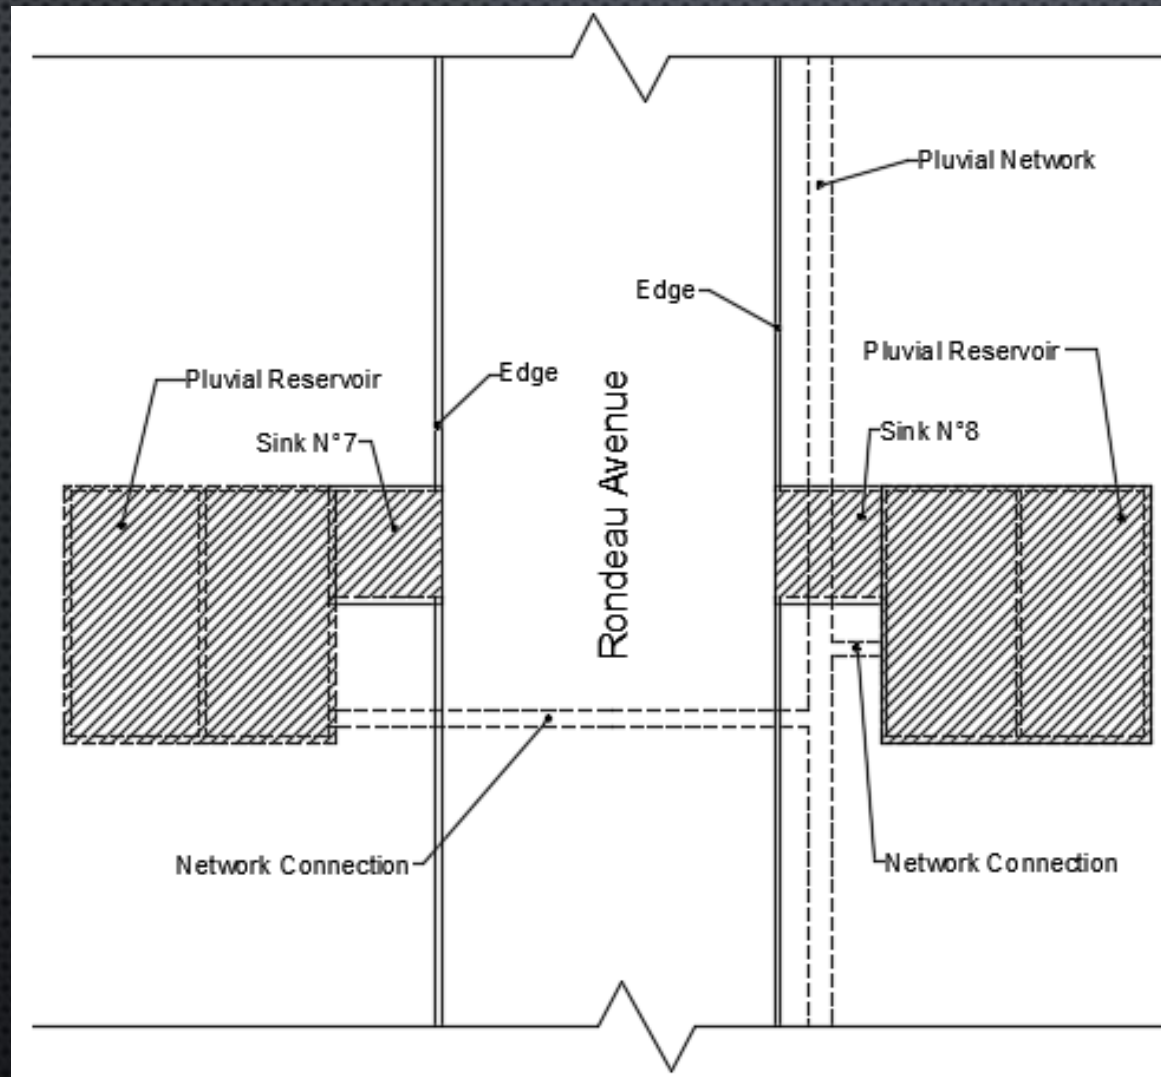 Pluvial Network
Edge
Pluvial Reservoir
Pluvial Reservoir
Edge
Sink N°7
Sink N°8
Rondeau Avenue
Network Connection
Network Connection